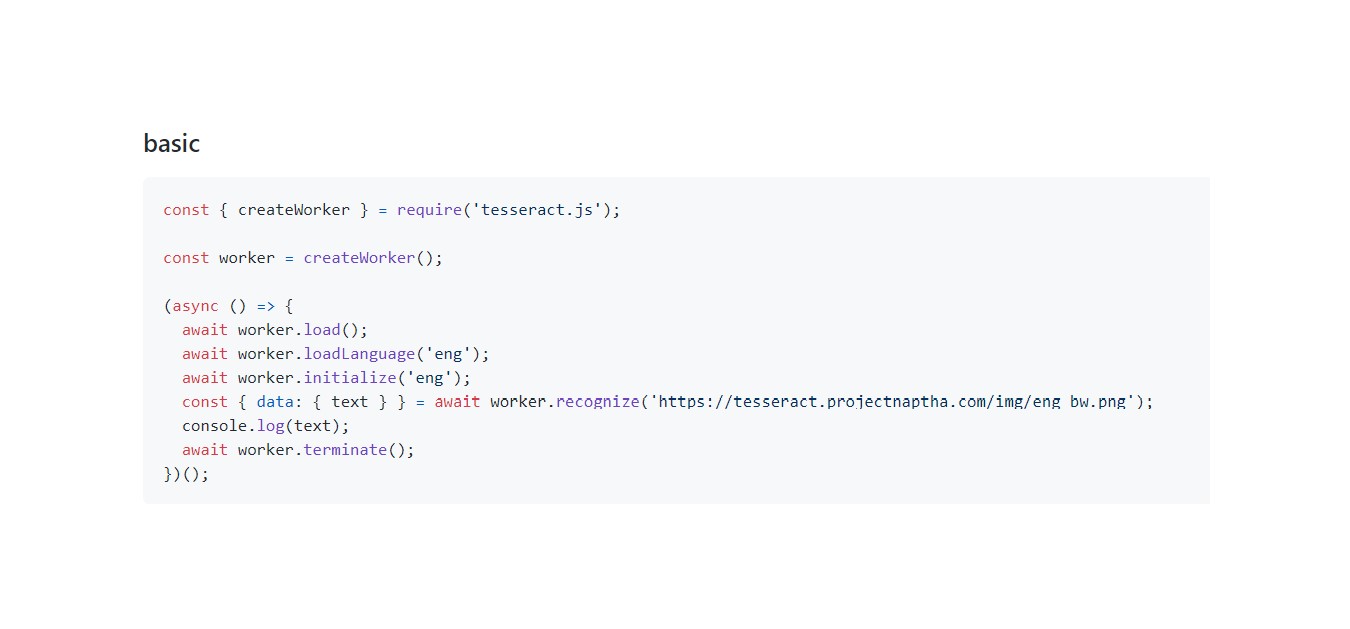 basic
const { createWorker } = require('tesseract.js');
const worker = createWorker();
(async () => {
  await worker.load();
  await worker.loadLanguage('eng');
  await worker.initialize('eng');
  const { data: { text } } = await worker.recognize('https://tesseract.projectnaptha.com/img/eng_bw.png');
  console.log(text);
  await worker.terminate();
})();